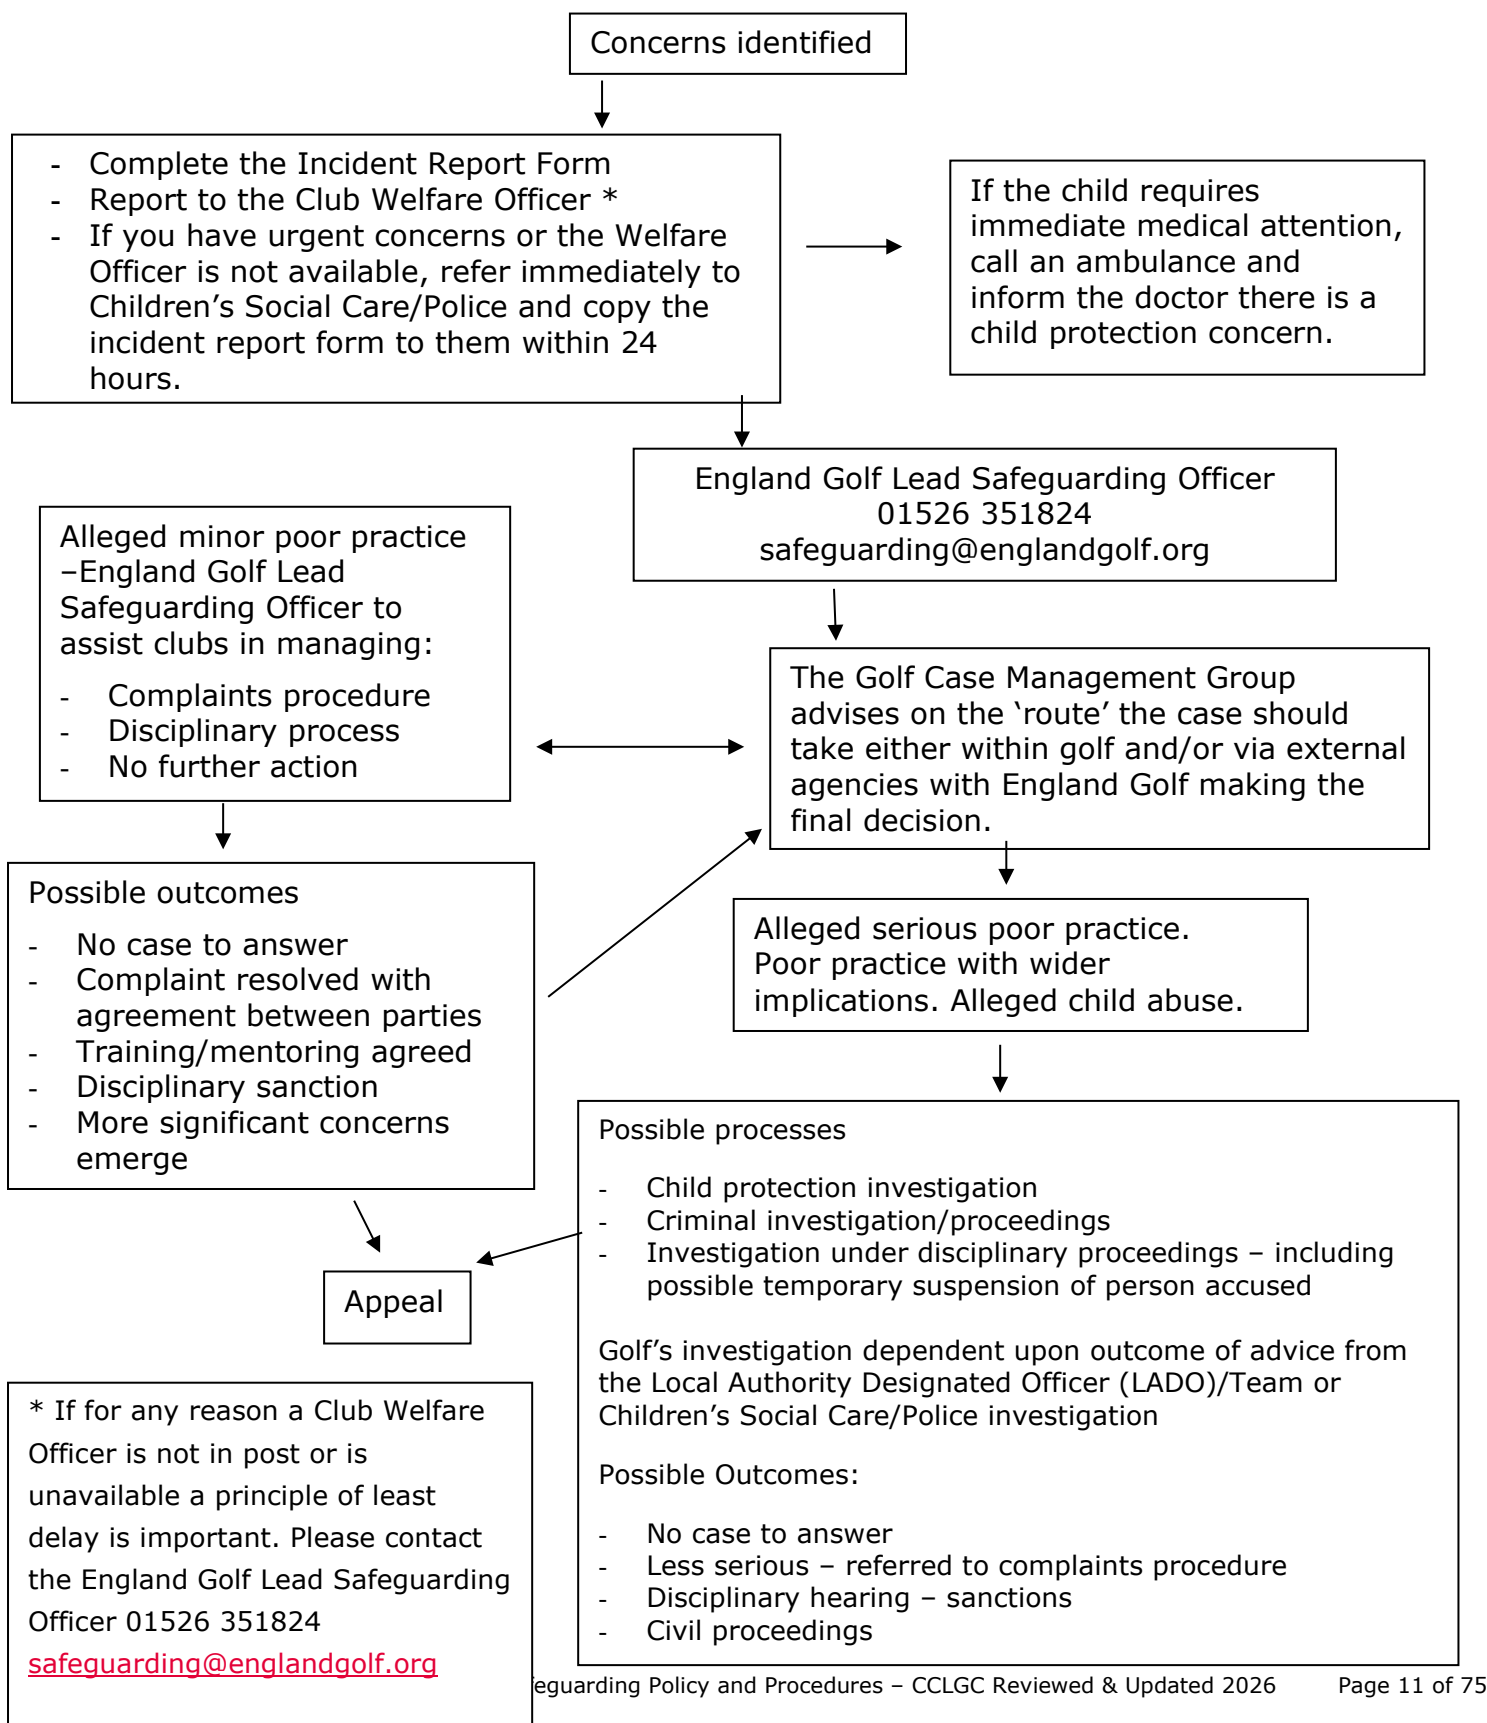 Concerns identified
- Complete the Incident Report Form
- Report to the Club Welfare Officer *
- If you have urgent concerns or the Welfare
Officer is not available, refer immediately to
Children’s Social Care/Police and copy the
incident report form to them within 24
hours.
If the child requires
immediate medical attention,
call an ambulance and
inform the doctor there is a
child protection concern.
England Golf Lead Safeguarding Officer
01526 351824
safeguarding@englandgolf.org
Alleged minor poor practice
–England Golf Lead
Safeguarding Officer to
assist clubs in managing:
- Complaints procedure
- Disciplinary process
- No further action
The Golf Case Management Group
advises on the ‘route’ the case should
take either within golf and/or via external
agencies with England Golf making the
final decision.
Possible outcomes
- No case to answer
- Complaint resolved with
agreement between parties
- Training/mentoring agreed
- Disciplinary sanction
- More significant concerns
emerge
Alleged serious poor practice.
Poor practice with wider
implications. Alleged child abuse.
Possible processes
- Child protection investigation
- Criminal investigation/proceedings
- Investigation under disciplinary proceedings – including
possible temporary suspension of person accused
Golf’s investigation dependent upon outcome of advice from
the Local Authority Designated Officer (LADO)/Team or
Children’s Social Care/Police investigation
Possible Outcomes:
- No case to answer
- Less serious – referred to complaints procedure
- Disciplinary hearing – sanctions
- Civil proceedings
Appeal
* If for any reason a Club Welfare
Officer is not in post or is
unavailable a principle of least
delay is important. Please contact
the England Golf Lead Safeguarding
Officer 01526 351824
safeguarding@englandgolf.org
eguarding Policy and Procedures – CCLGC Reviewed & Updated 2026 Page 11 of 75